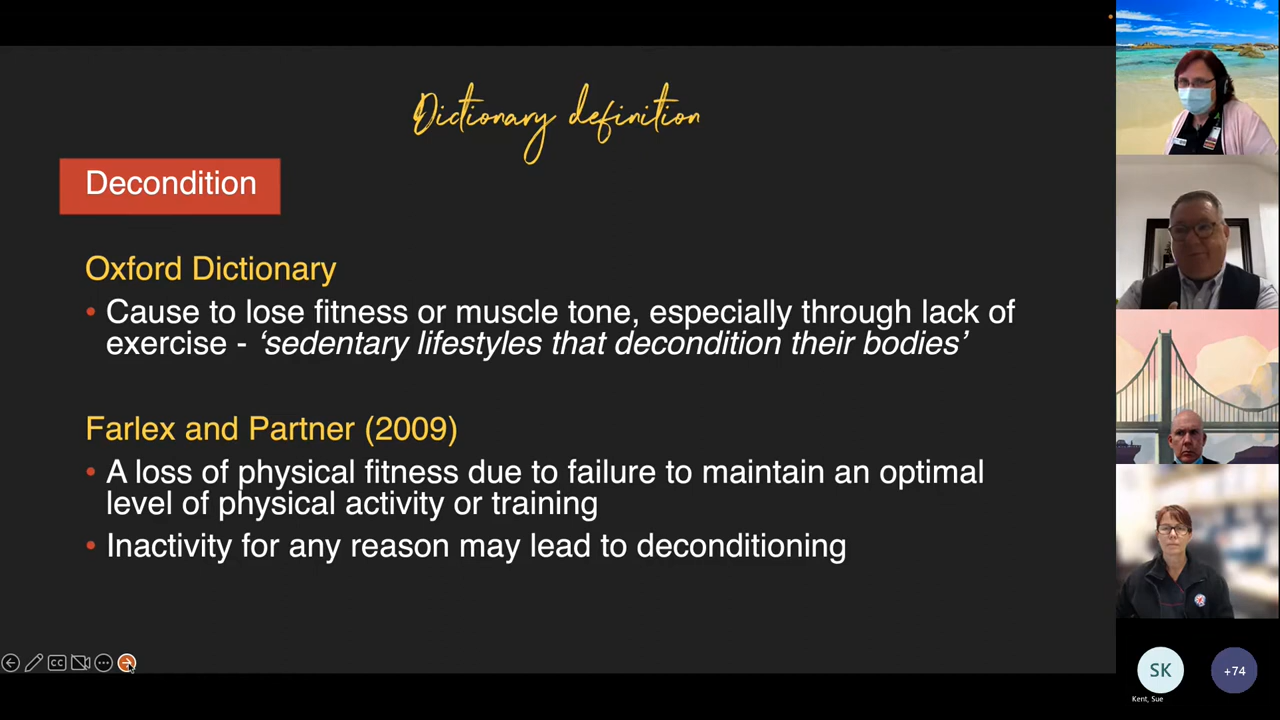 Dictionary definition
Decondition
Oxford Dictionary
• Cause to lose fitness or muscle tone, especially through lack of
exercise - ‘sedentary lifestyles that decondition their bodies’
Farlex and Partner (2009)
• A loss of physical fitness due to failure to maintain an optimal
level of physical activity or training
• Inactivity for any reason may lead to deconditioning
CC
SK
+74
Kent, Sue